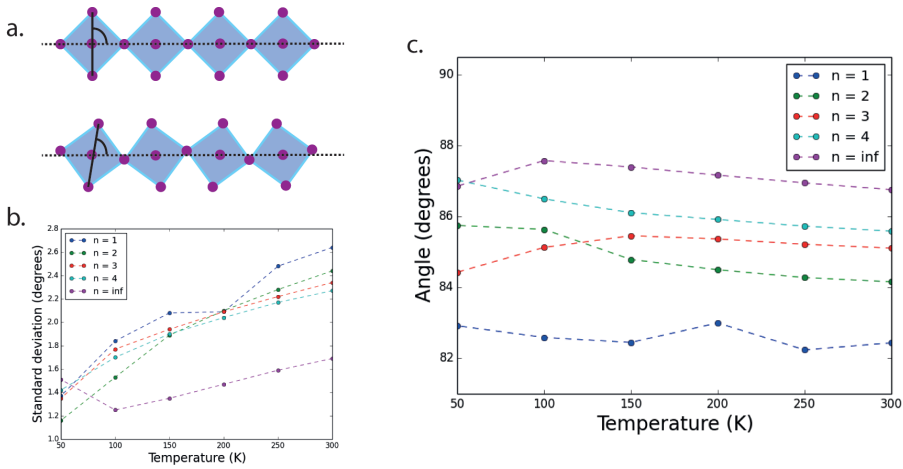 a.
b.
Standard deviation (degrees)
2.8
2.6
2.4
2.2
2.0
1.8
1.6
1.4
1.2
1.0
n = 1
n = 2
n = 3
n = 4
n = inf
50 100 150 200 250 300
Temperature (K)
c.
Angle (degrees)
90
88
86
84
82
n = 1
n = 2
n = 3
n = 4
n = inf
50 100 150 200 250 300
Temperature (K)